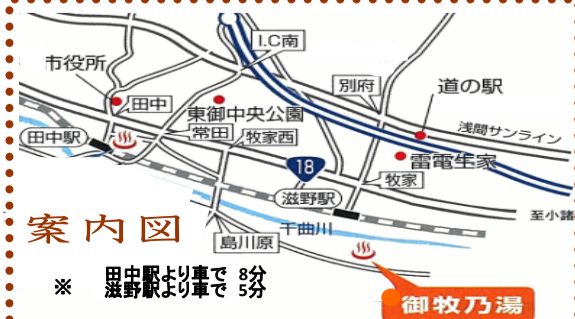 I.C南
市役所
別府
道の駅
田中
東御中央公園
浅間サンライン
田中駅
常田
牧家西
雷電生家
18
牧家
滋野駅
至小諸
案内図
千曲川
島川原
※ 田中駅より車で 8分
滋野駅より車で 5分
御牧乃湯